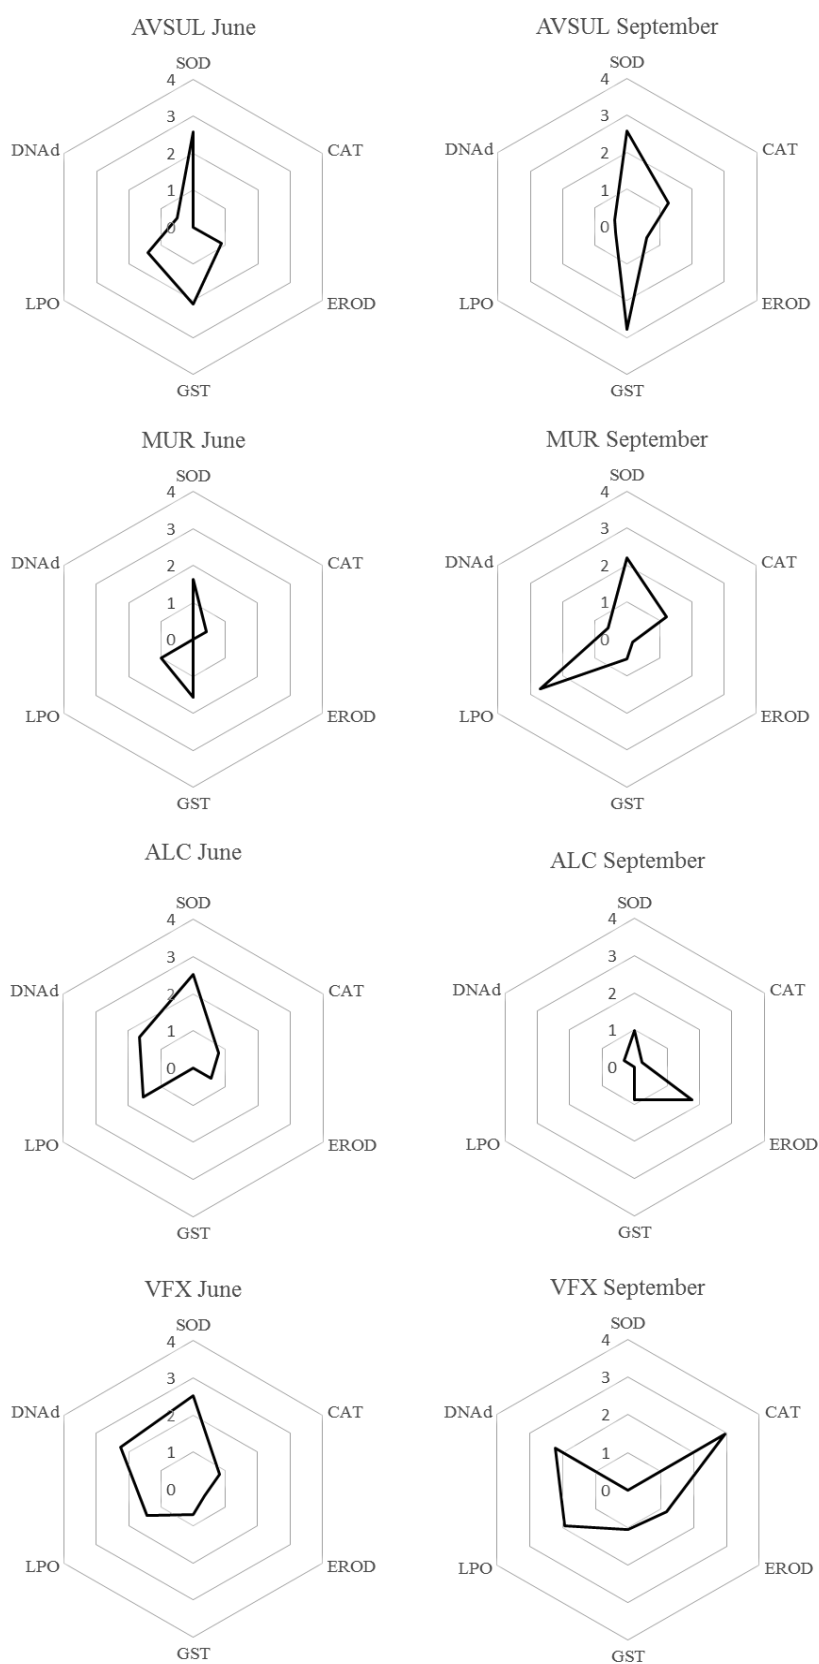 AVSUL June
SOD
4
3
2
1
0
CAT
EROD
GST
LPO
DNAd
AVSUL September
SOD
4
3
2
1
0
CAT
EROD
GST
LPO
DNAd
MUR June
SOD
4
3
2
1
0
CAT
EROD
GST
LPO
DNAd
MUR September
SOD
4
3
2
1
0
CAT
EROD
GST
LPO
DNAd
ALC June
SOD
4
3
2
1
0
CAT
EROD
GST
LPO
DNAd
ALC September
SOD
4
3
2
1
0
CAT
EROD
GST
LPO
DNAd
VFX June
SOD
4
3
2
1
0
CAT
EROD
GST
LPO
DNAd
VFX September
SOD
4
3
2
1
0
CAT
EROD
GST
LPO
DNAd